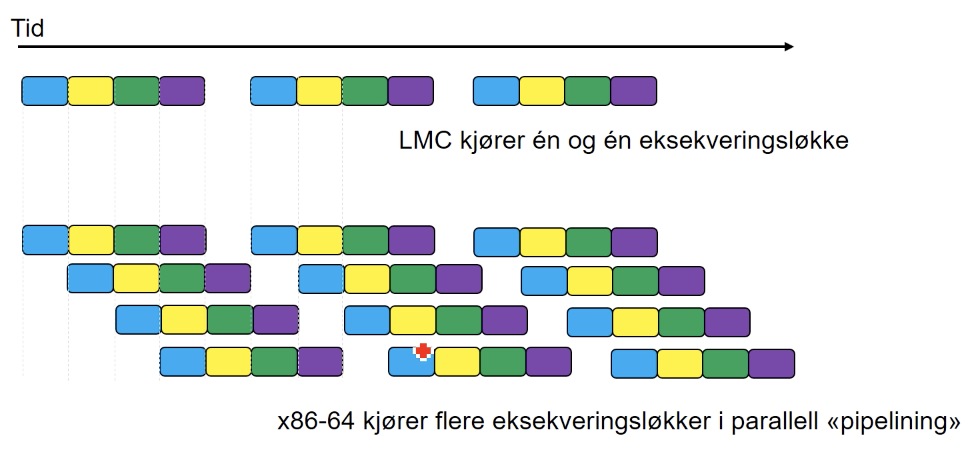 Tid
LMC kjører én og én eksekveringsløkke
x86-64 kjører flere eksekveringsløkker i parallell «pipelining»